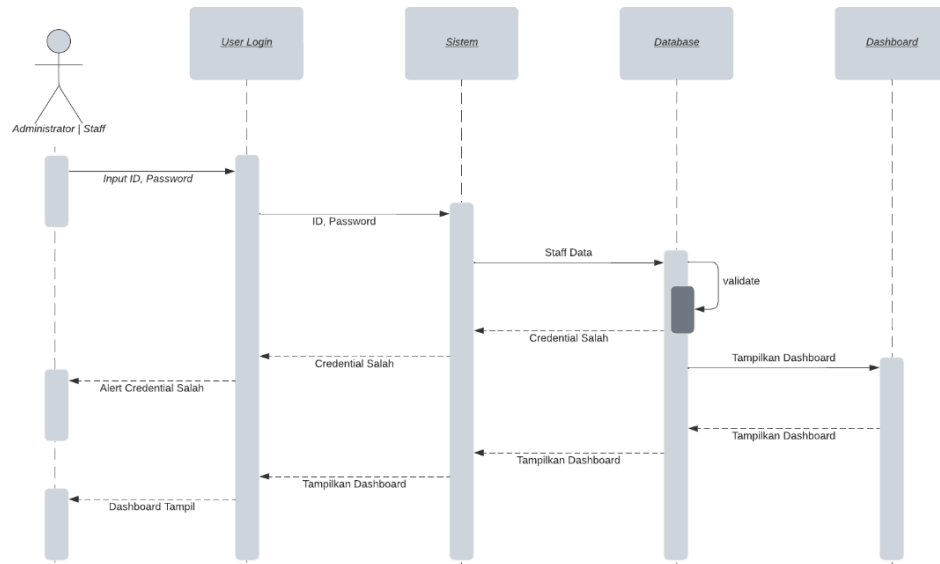 User Login
Sistem
Database
Dashboard
Administrator | Staff
Input ID, Password
ID, Password
Staff Data
validate
Credential Salah
Credential Salah
Tampilkan Dashboard
Alert Credential Salah
Tampilkan Dashboard
Tampilkan Dashboard
Tampilkan Dashboard
Dashboard Tampil